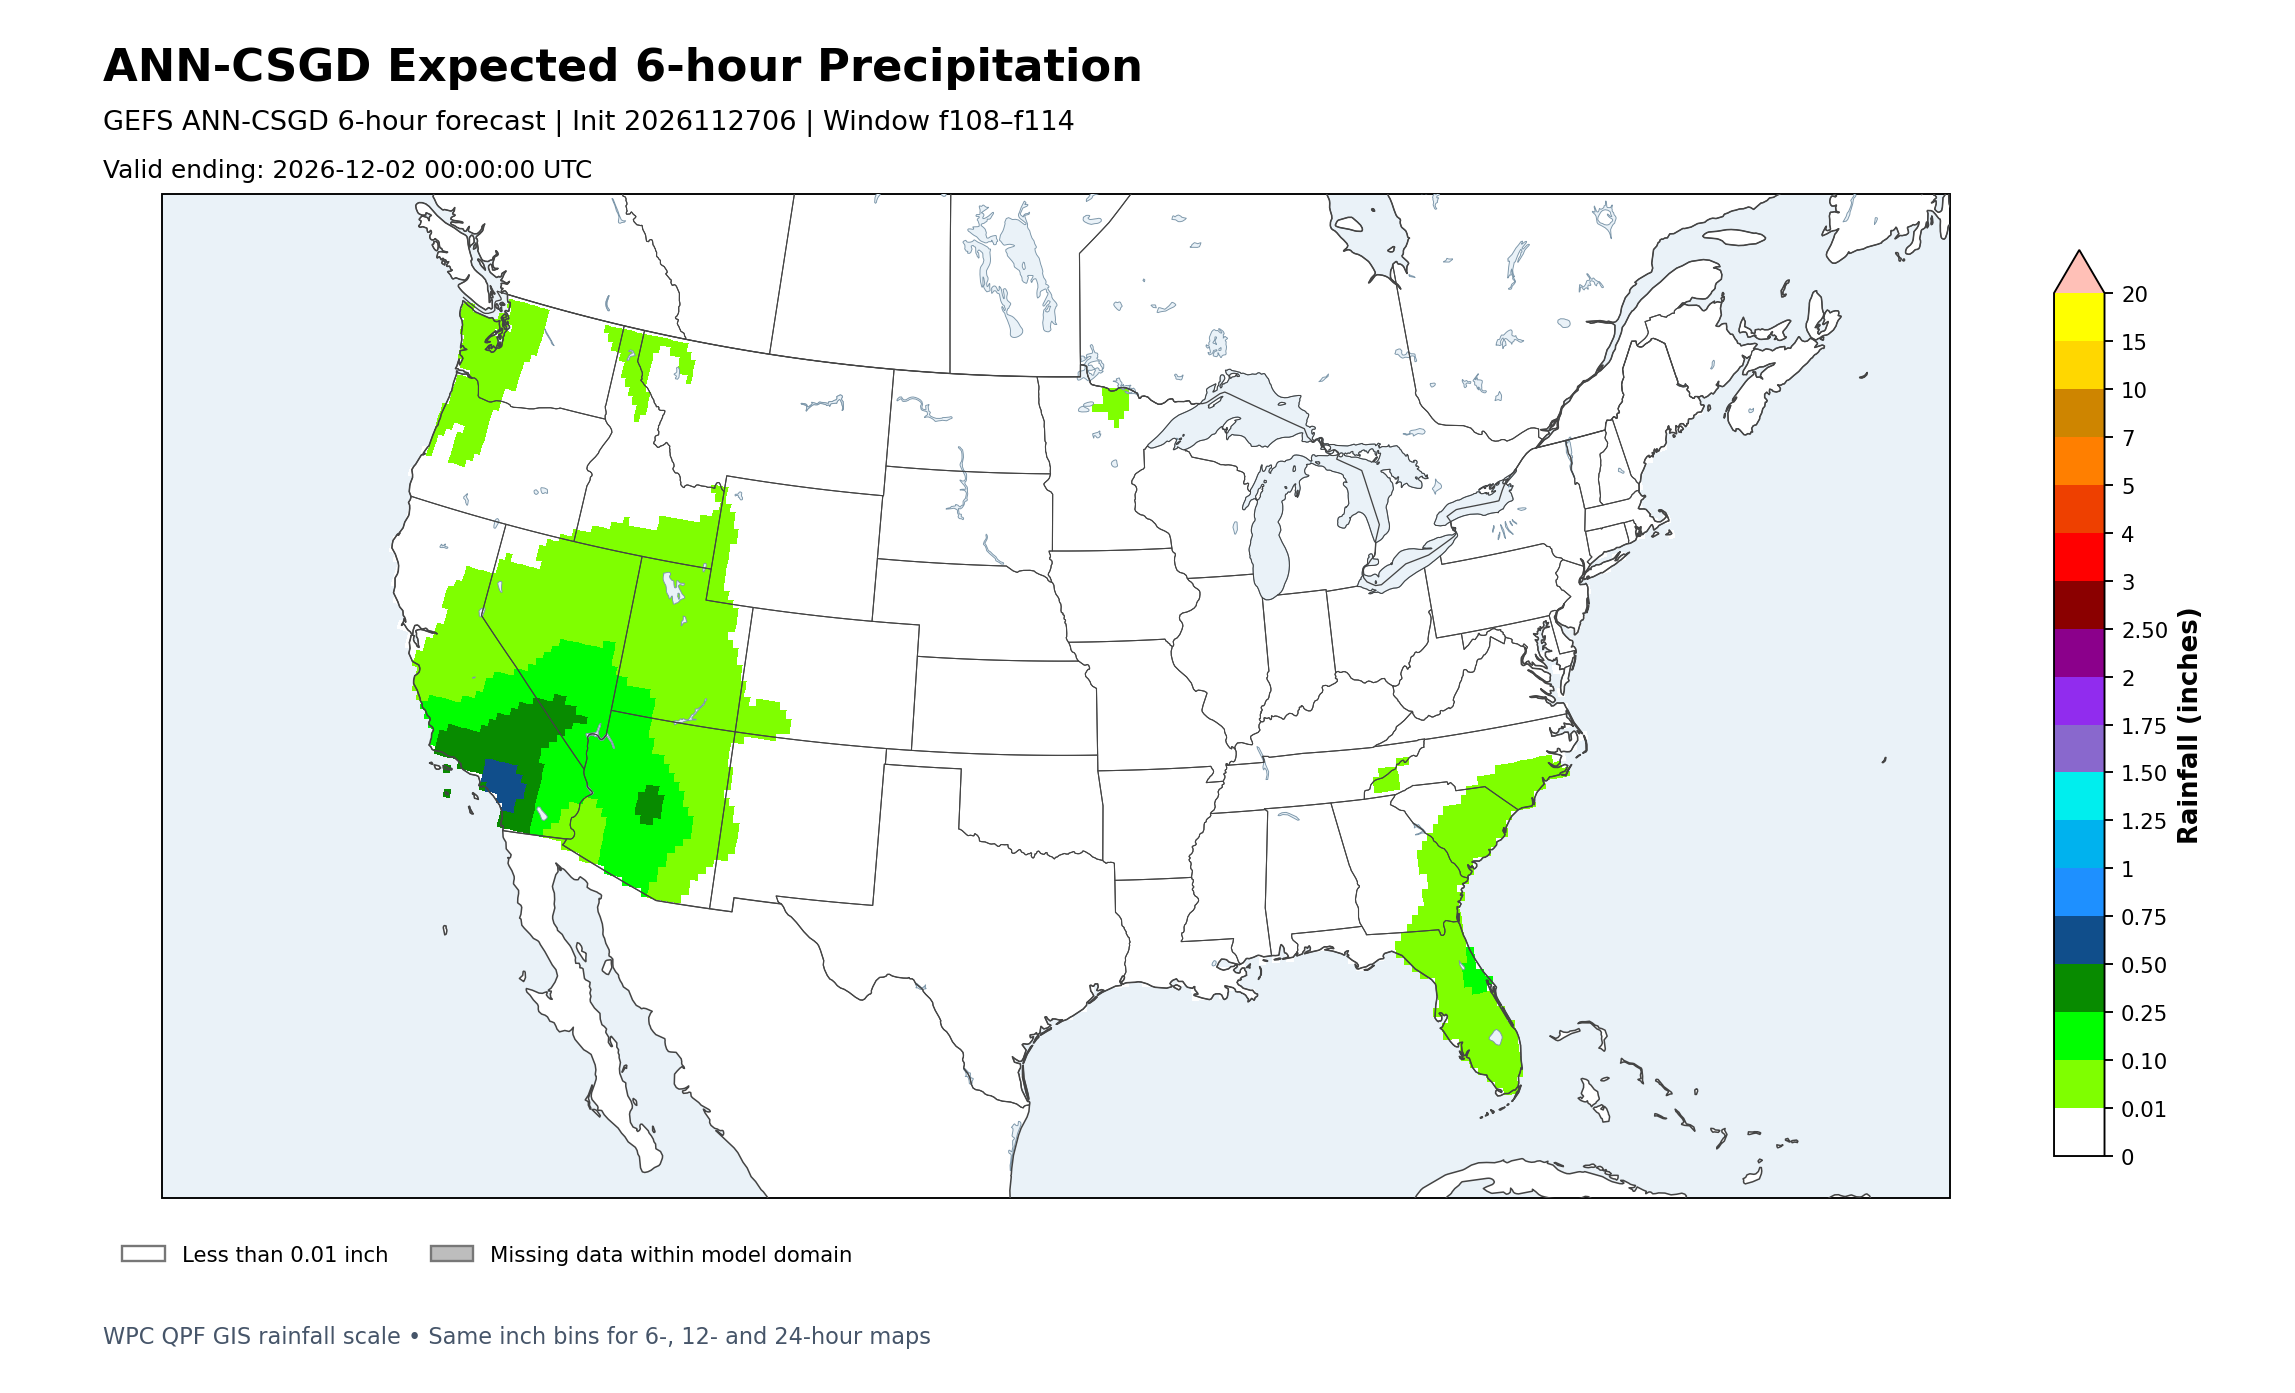 ANN-CSGD Expected 6-hour Precipitation
GEFS ANN-CSGD 6-hour forecast | Init 2026112706 | Window f108–f114
Valid ending: 2026-12-02 00:00:00 UTC
20
15
10
7
5
4
3
2.50
2
1.75
1.50
1.25
1
0.75
0.50
0.25
0.10
0.01
0
Rainfall (inches)
Less than 0.01 inch
Missing data within model domain
WPC QPF GIS rainfall scale • Same inch bins for 6-, 12- and 24-hour maps